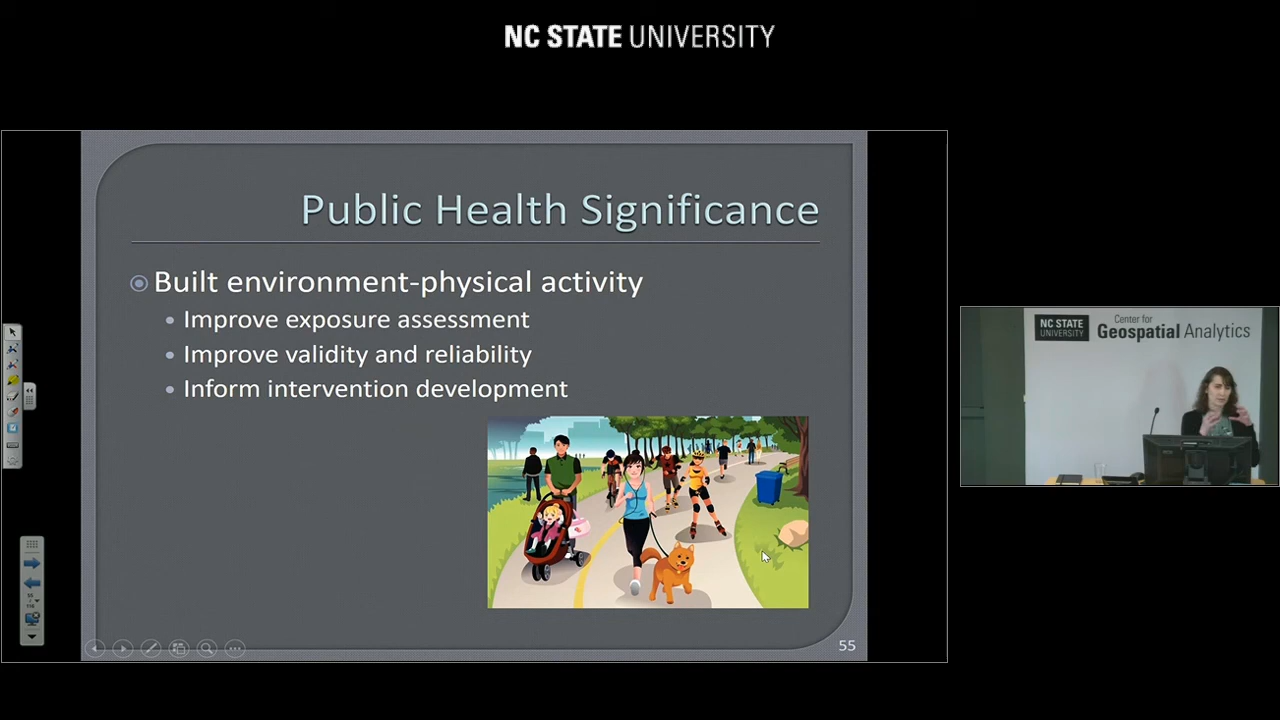 NC STATE UNIVERSITY
Public Health Significance
Built environment-physical activity
Improve exposure assessment
Improve validity and reliability
Inform intervention development
55
NC STATE
UNIVERSITY
Center for
Geospatial Analytics